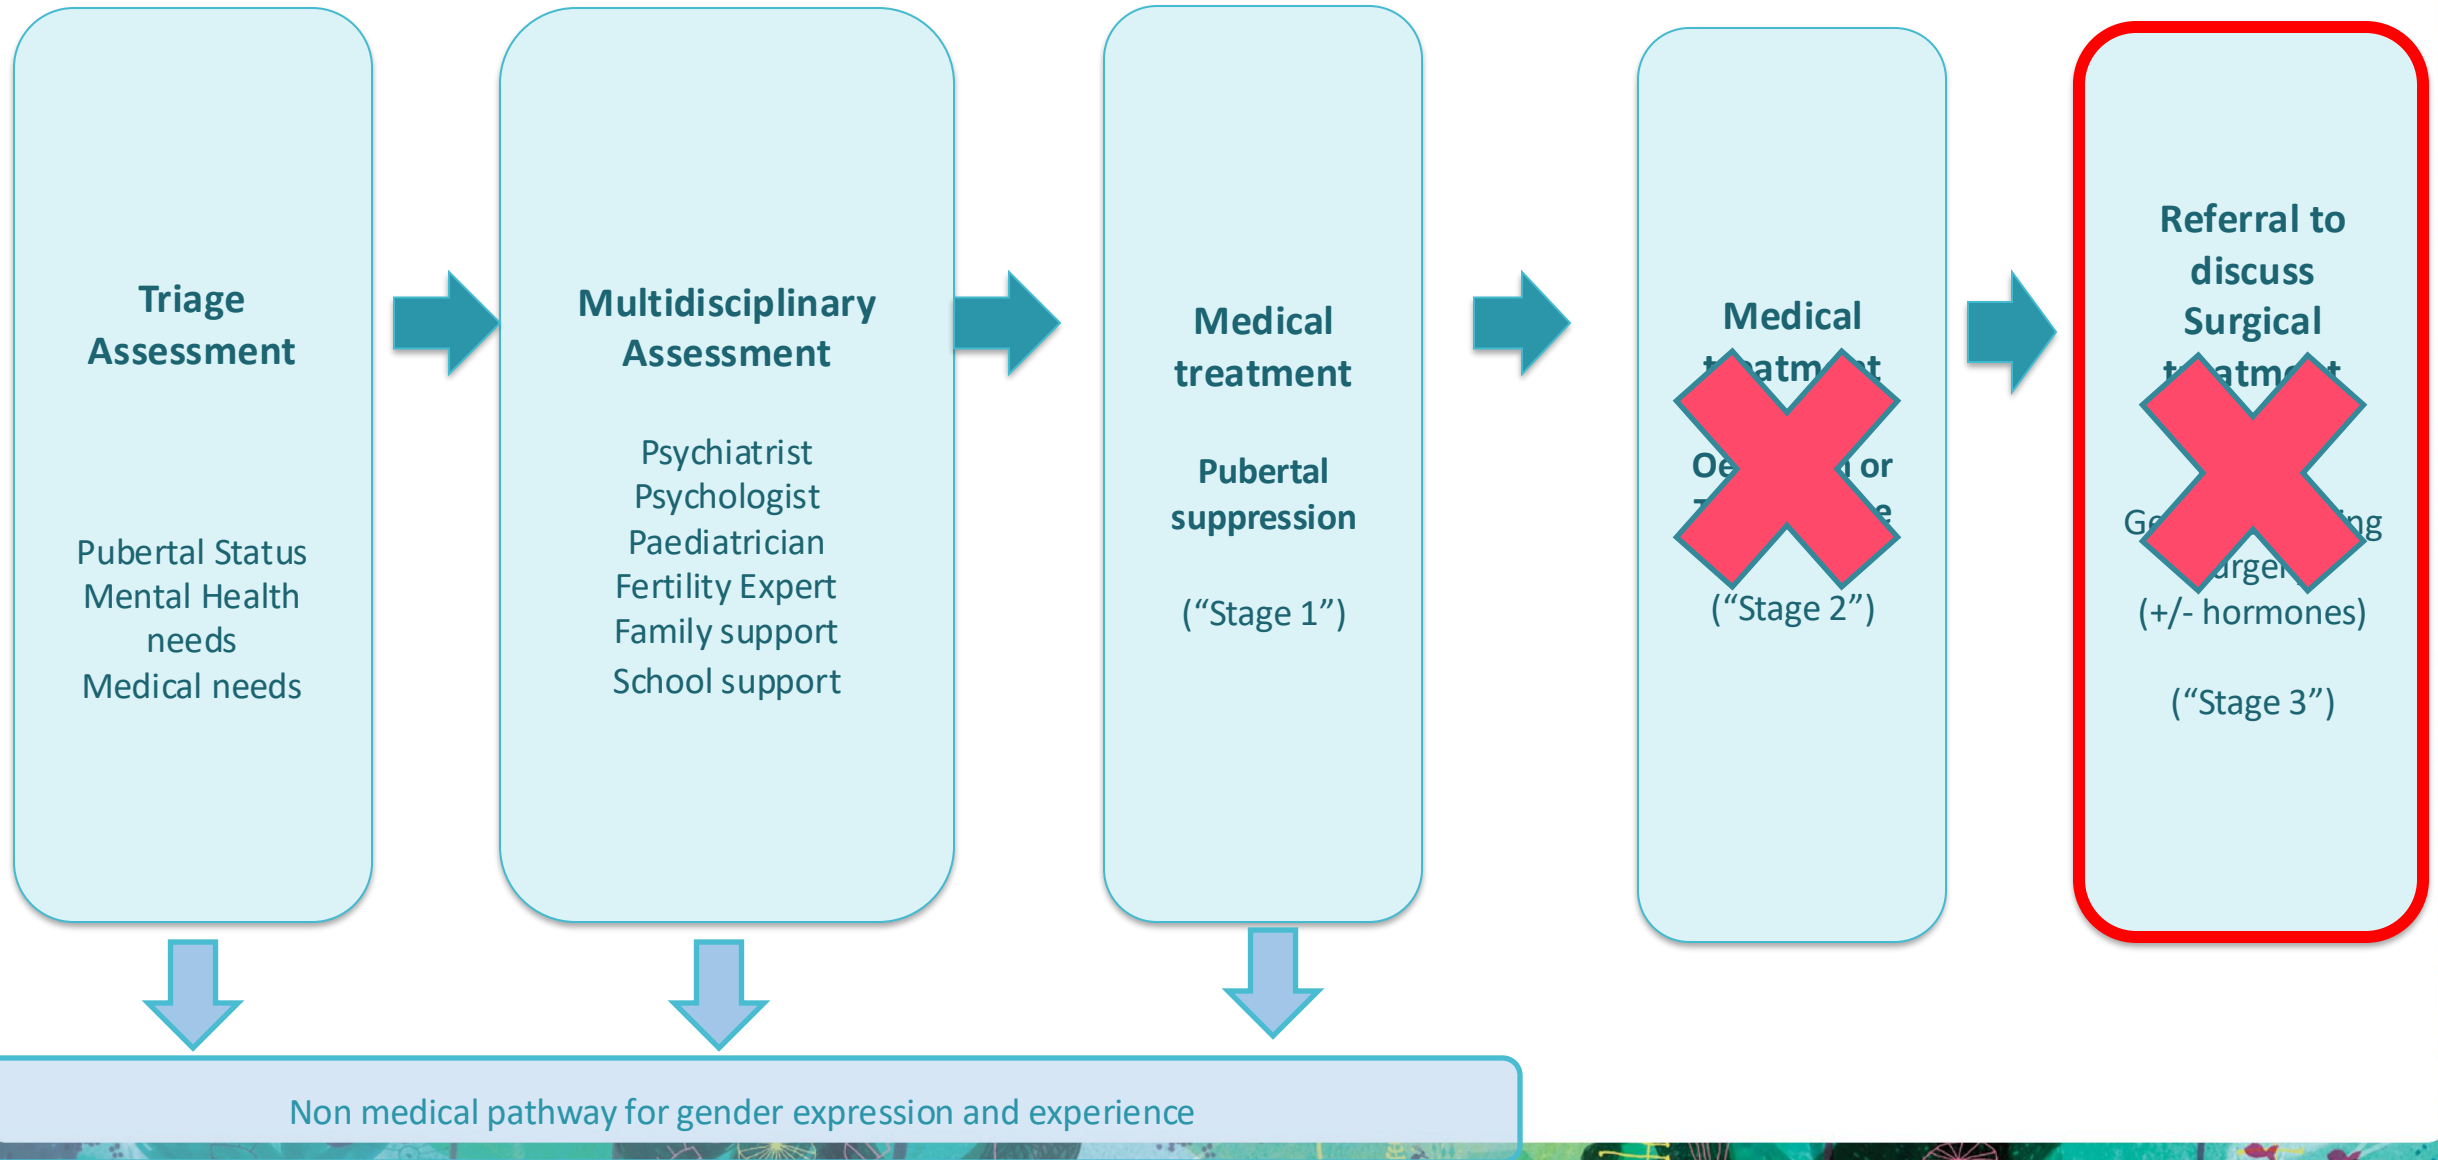 Triage
Assessment
Pubertal Status
Mental Health
needs
Medical needs
Multidisciplinary
Assessment
Psychiatrist
Psychologist
Paediatrician
Fertility Expert
Family support
School support
Medical
treatment
Pubertal
suppression
(“Stage 1”)
Medical
treatment
or
(“Stage 2”)
Referral to
discuss
Surgical
treatment
(+/- hormones)
(“Stage 3”)
Non medical pathway for gender expression and experience